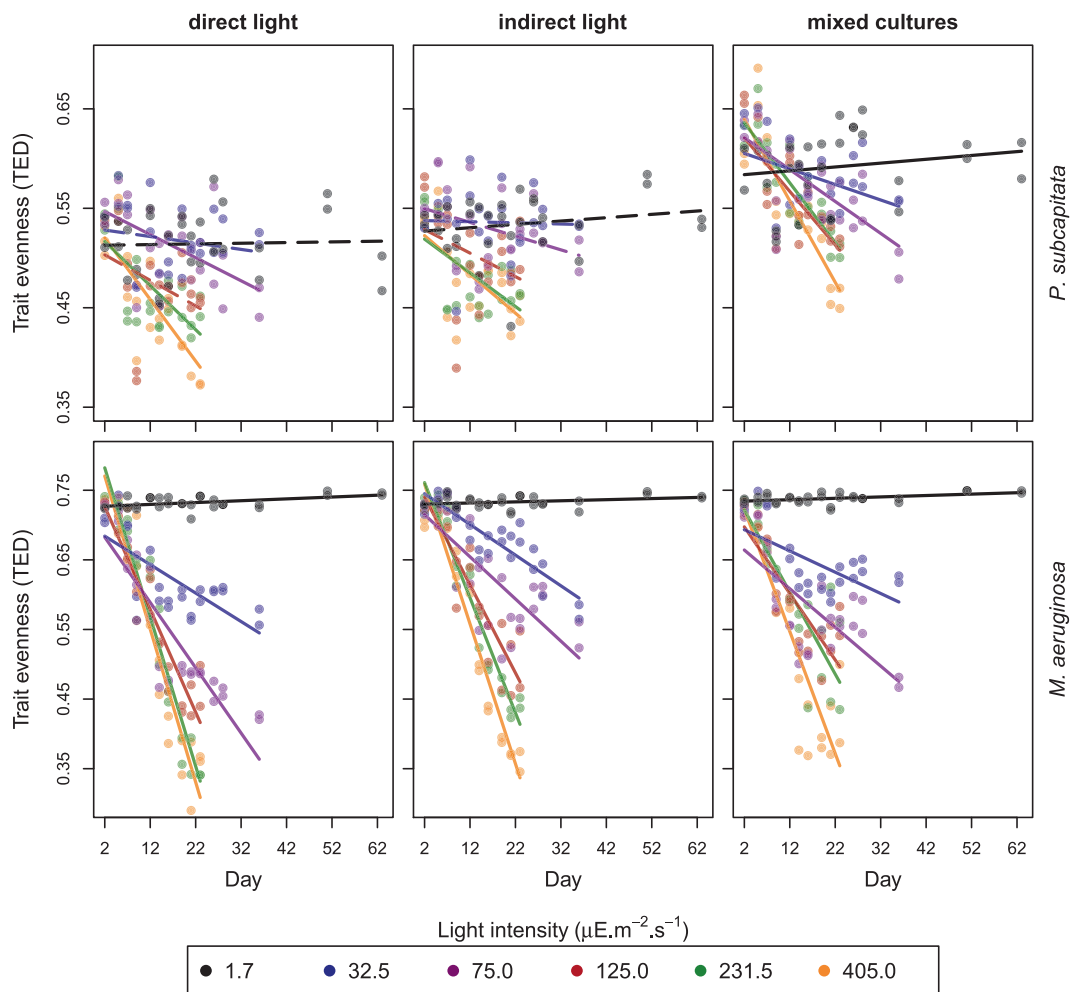 direct light
indirect light
mixed cultures
Trait evenness (TED)
0.65
0.55
0.45
0.35
P. subcapitata
Trait evenness (TED)
0.75
0.65
0.55
0.45
0.35
M. aeruginosa
2 12 22 32 42 52 62
2 12 22 32 42 52 62
2 12 22 32 42 52 62
Day
Day
Day
Light intensity (μE.m⁻².s⁻¹)
1.7 32.5 75.0 125.0 231.5 405.0